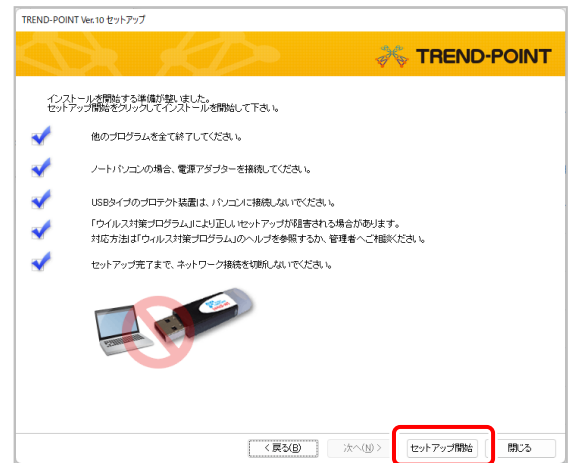 TREND-POINT Ver.10 セットアップ
TREND-POINT
インストールを開始する準備が整いました。
セットアップ開始をクリックしてインストールを開始して下さい。
他のプログラムを全て終了してください。
ノートパソコンの場合、電源アダプターを接続してください。
USBタイプのプロテクト装置は、パソコンに接続しないでください。
「ウイルス対策プログラム」により正しいセットアップが阻害される場合があります。
対応方法は「ウィルス対策プログラム」のヘルプを参照するか、管理者へご相談ください。
セットアップ完了まで、ネットワーク接続を切断しないでください。
< 戻る(B)
次へ(N) >
セットアップ開始
閉じる